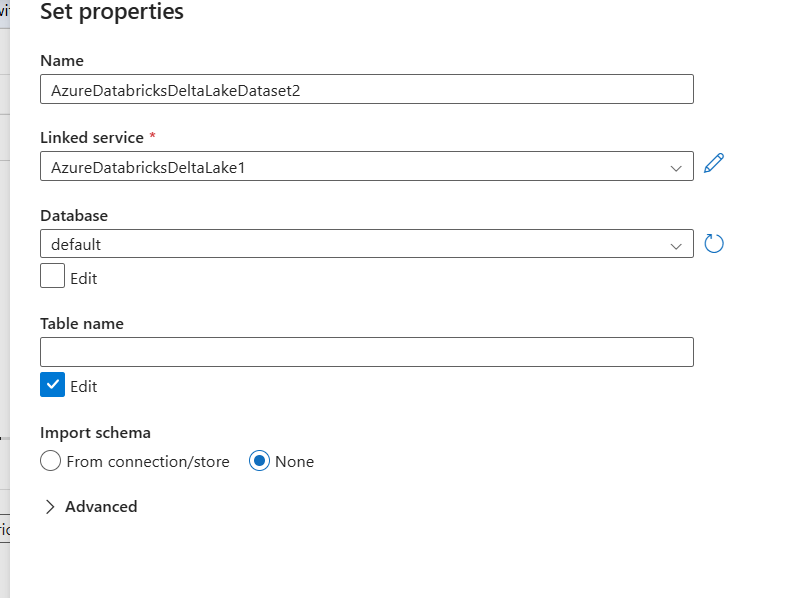 Set properties
Name
AzureDatabricksDeltaLakeDataset2
Linked service *
AzureDatabricksDeltaLake1
Database
default
Edit
Table name
Edit
Import schema
From connection/store None
Advanced